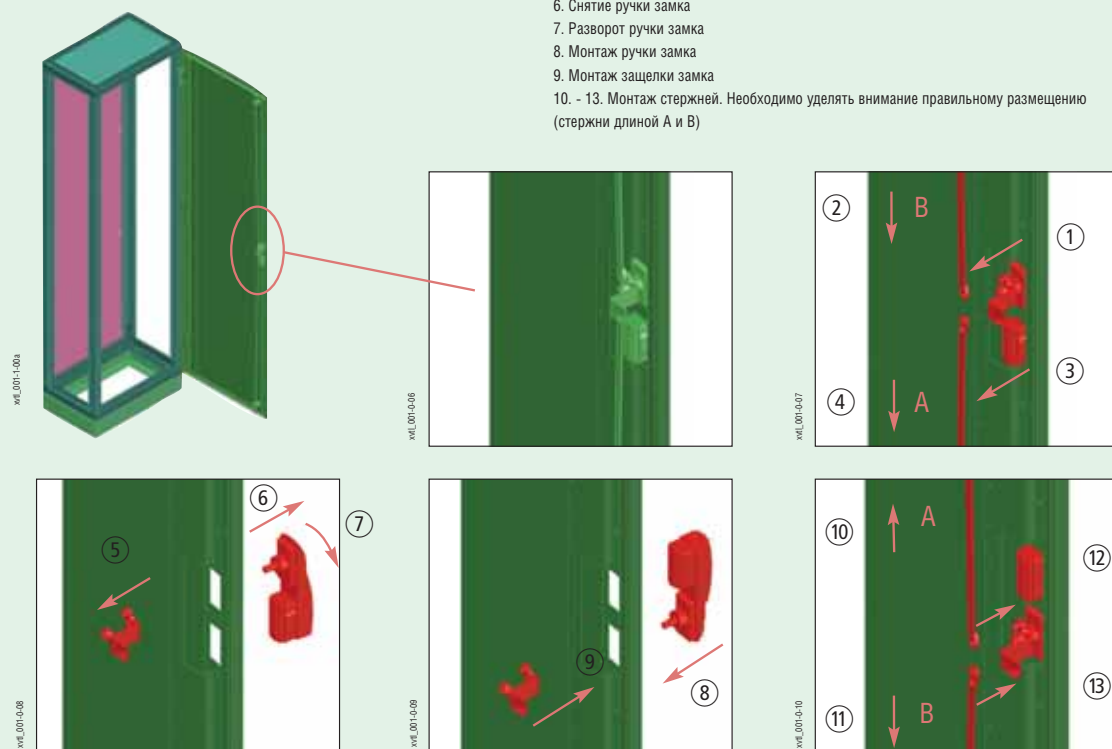 6. Снятие ручки замка
7. Разворот ручки замка
8. Монтаж ручки замка
9. Монтаж защелки замка
10. - 13. Монтаж стержней. Необходимо уделять внимание правильному размещению
(стержни длиной А и В)
xvtl_001-1-00a
xvtl_001-0-06
2
B
1
3
4
A
xvtl_001-0-07
6
7
5
xvtl_001-0-08
9
8
xvtl_001-0-09
10
A
12
13
11
B
xvtl_001-0-10